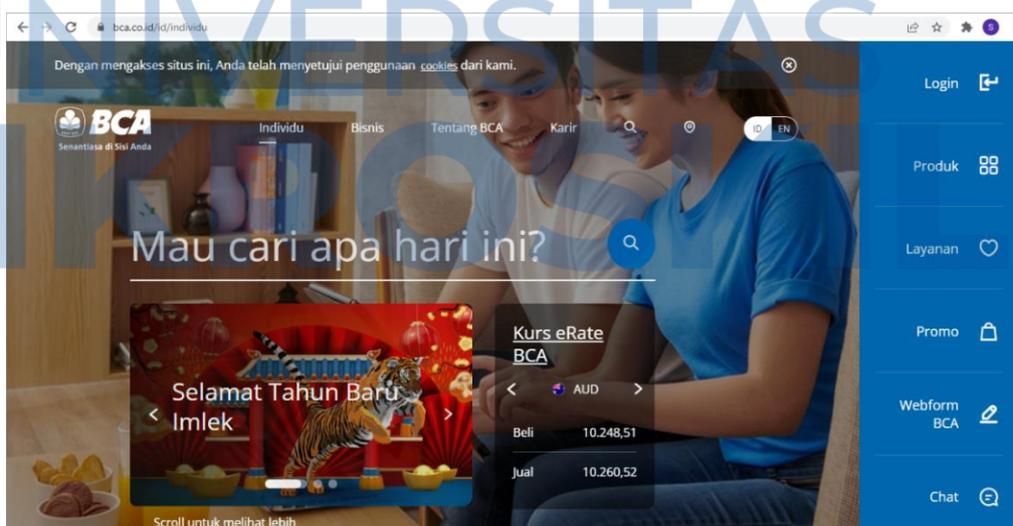 bca.co.id/id/individu
S
Dengan mengakses situs ini, Anda telah menyetujui penggunaan cookies dari kami.
BCA
Senantiasa di Sisi Anda
Individu Bisnis Tentang BCA Karir ID EN
Mau cari apa hari ini?
Selamat Tahun Baru
Imlek
Kurs eRate
BCA
AUD
Beli 10.248,51
Jual 10.260,52
Scroll untuk melihat lebih
Login
Produk
Layanan
Promo
Webform
BCA
Chat
NIVERSITAS